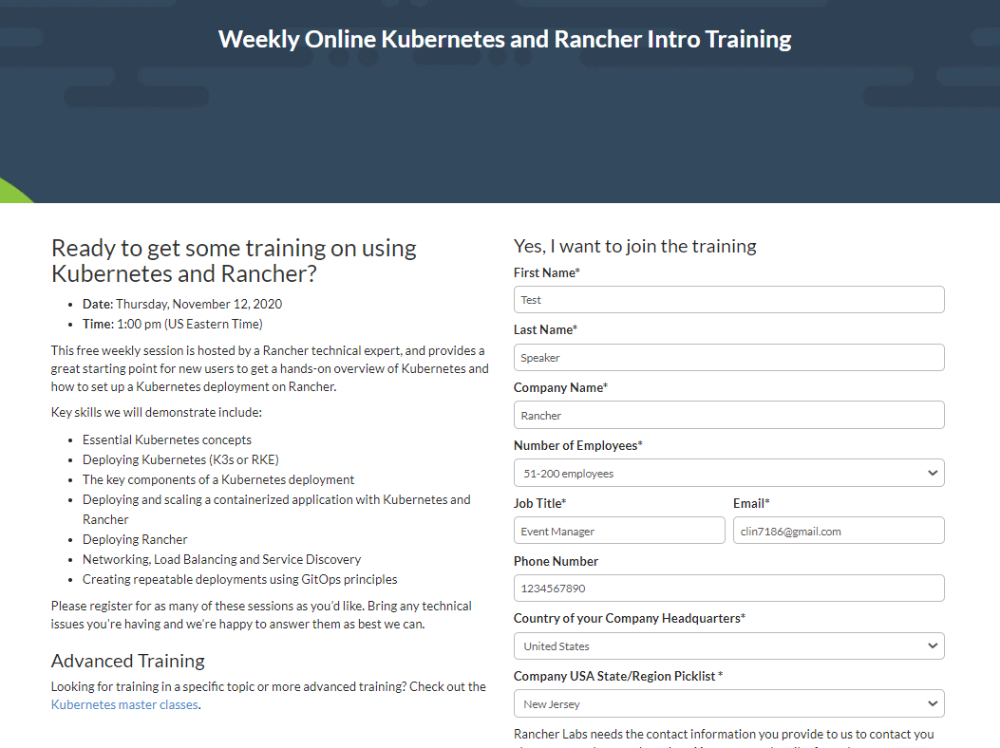 Weekly Online Kubernetes and Rancher Intro Training
Ready to get some training on using
Kubernetes and Rancher?
Date: Thursday, November 12, 2020
Time: 1:00 pm (US Eastern Time)
This free weekly session is hosted by a Rancher technical expert, and provides a
great starting point for new users to get a hands-on overview of Kubernetes and
how to set up a Kubernetes deployment on Rancher.
Key skills we will demonstrate include:
Essential Kubernetes concepts
Deploying Kubernetes (K3s or RKE)
The key components of a Kubernetes deployment
Deploying and scaling a containerized application with Kubernetes and
Rancher
Deploying Rancher
Networking, Load Balancing and Service Discovery
Creating repeatable deployments using GitOps principles
Please register for as many of these sessions as you'd like. Bring any technical
issues you're having and we're happy to answer them as best we can.
Advanced Training
Looking for training in a specific topic or more advanced training? Check out the
Kubernetes master classes.
Yes, I want to join the training
First Name*
Test
Last Name*
Speaker
Company Name*
Rancher
Number of Employees*
51-200 employees
Job Title*
Event Manager
Email*
clin7186@gmail.com
Phone Number
1234567890
Country of your Company Headquarters*
United States
Company USA State/Region Picklist *
New Jersey
Rancher Labs needs the contact information you provide to us to contact you